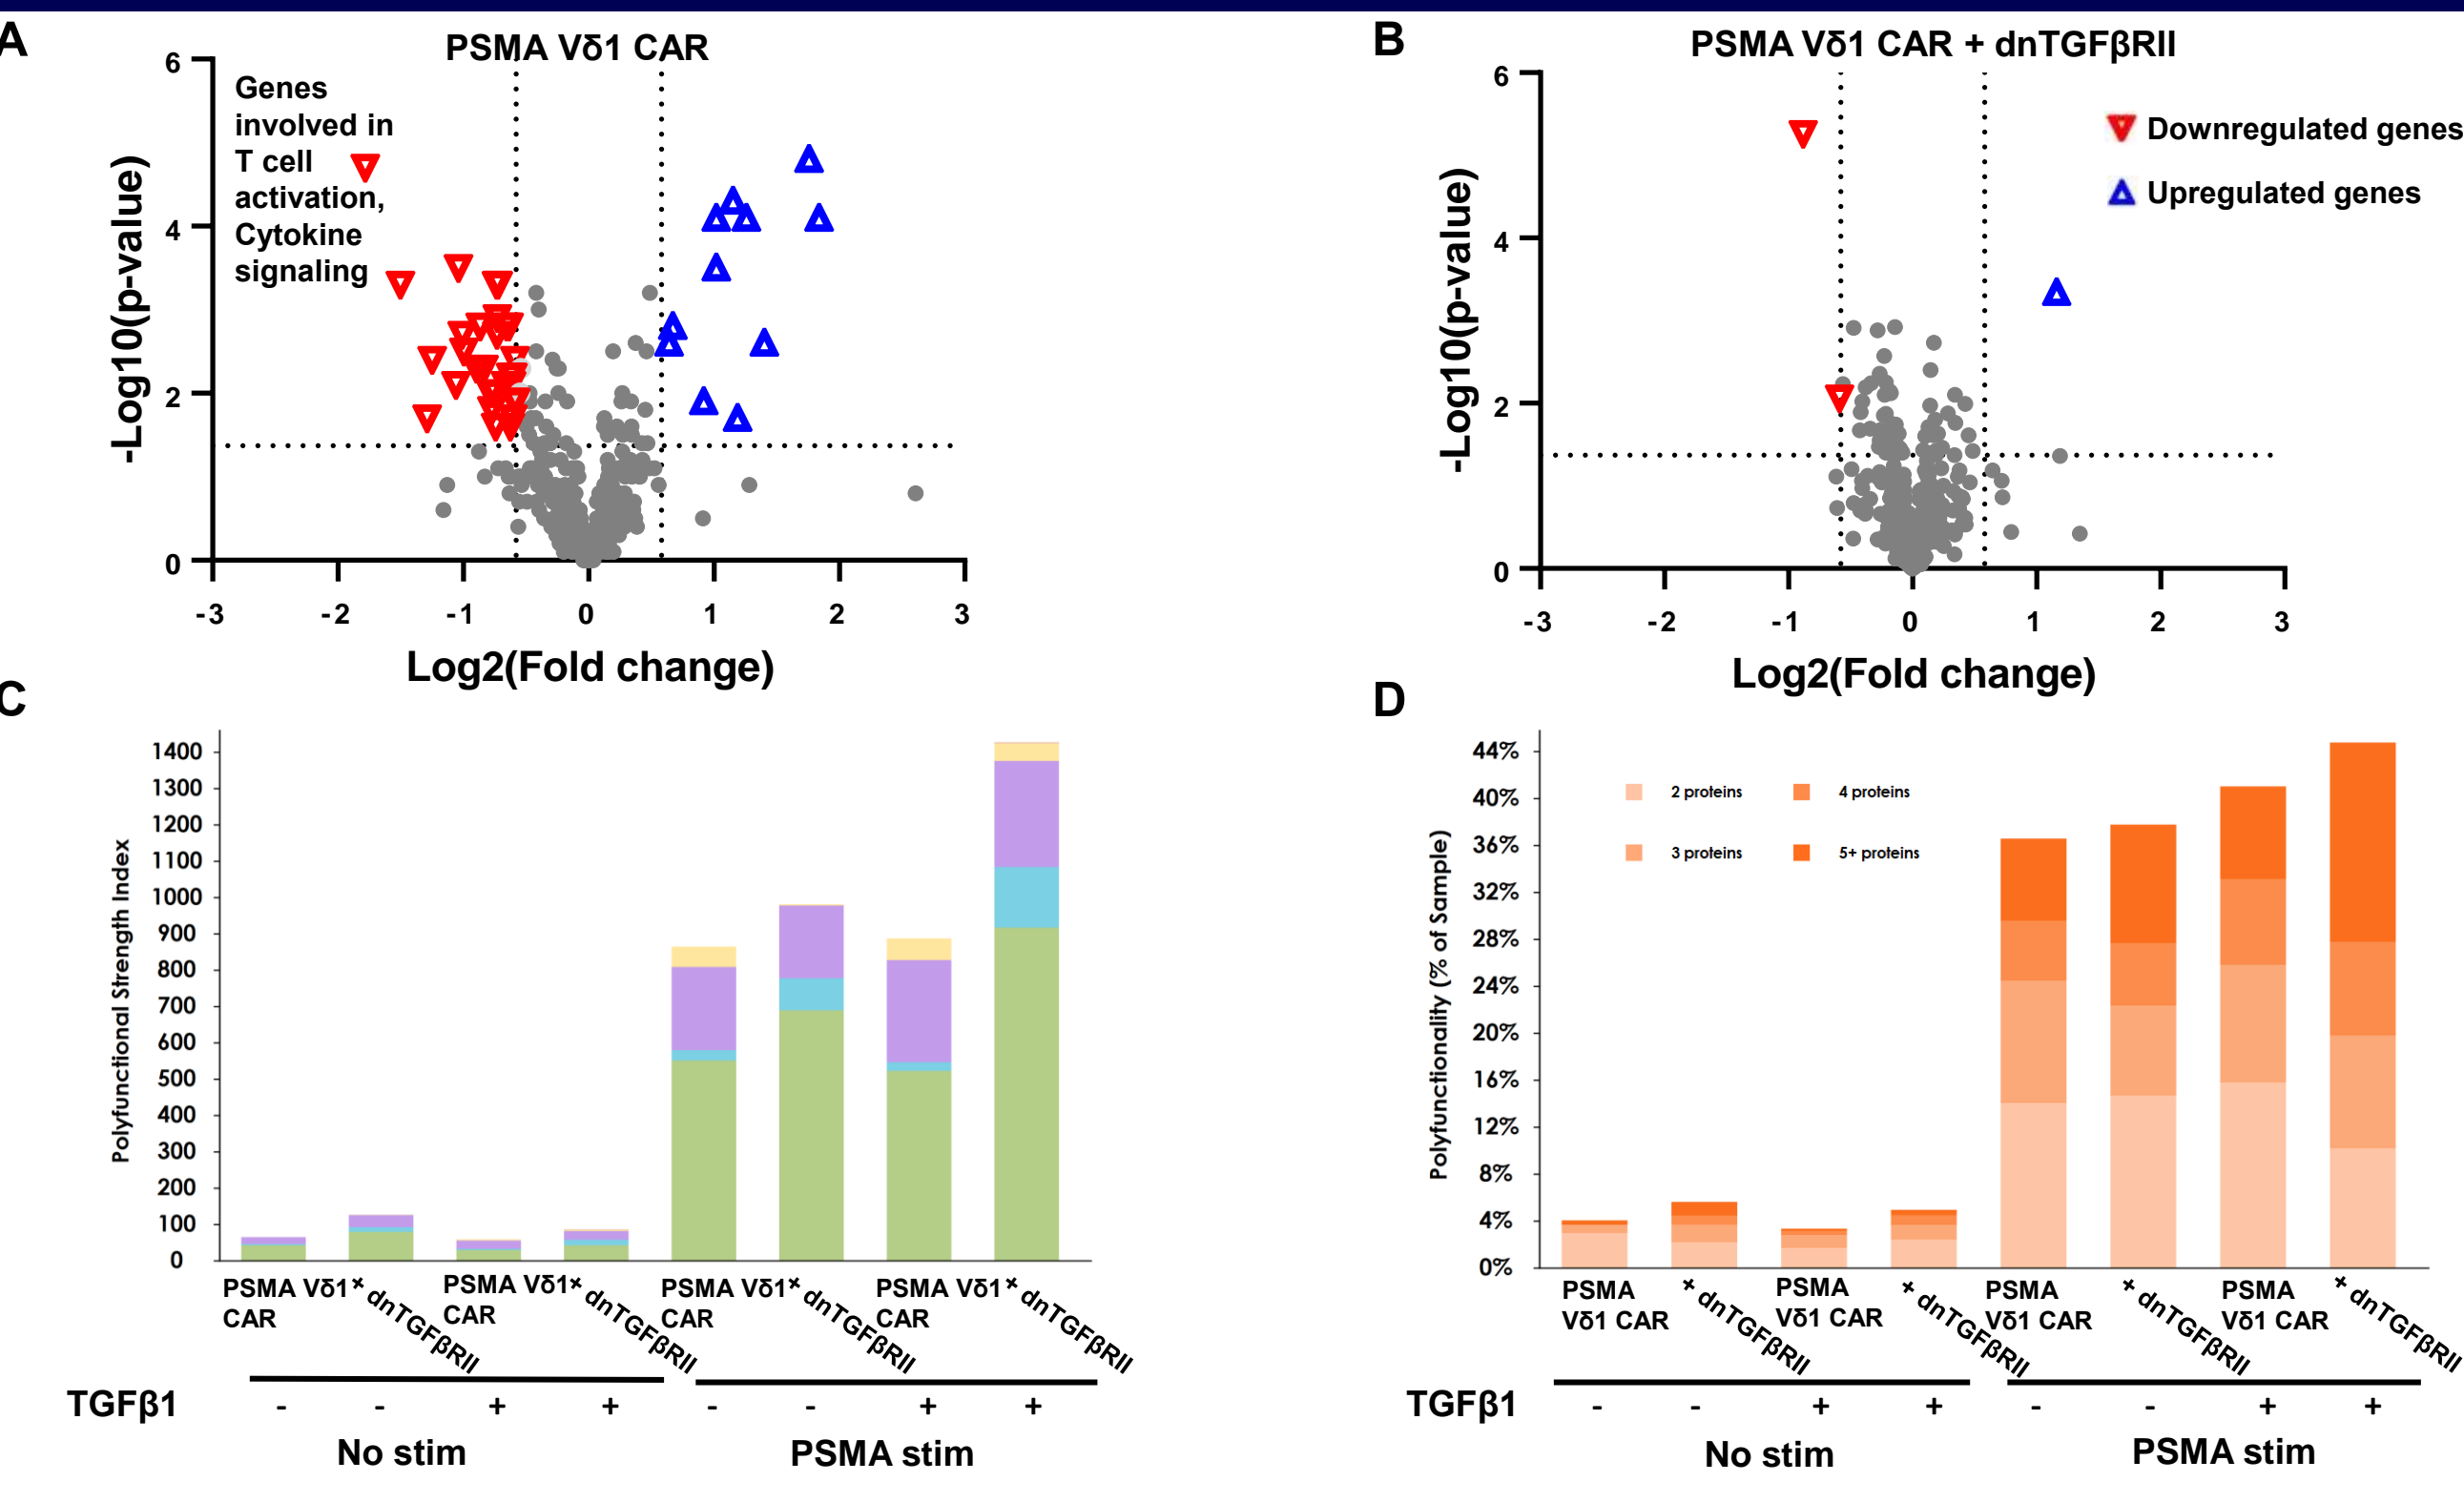 A
PSMA Vδ1 CAR
6
4
2
0
-Log10(p-value)
Genes
involved in
T cell
activation,
Cytokine
signaling
-3 -2 -1 0 1 2 3
Log2(Fold change)
B
PSMA Vδ1 CAR + dnTGFβRII
6
4
2
0
-Log10(p-value)
Downregulated genes
Upregulated genes
-3 -2 -1 0 1 2 3
Log2(Fold change)
C
Polyfunctional Strength Index
1400
1300
1200
1100
1000
900
800
700
600
500
400
300
200
100
0
PSMA Vδ1
CAR
+ dnTGFβRII
PSMA Vδ1
CAR
+ dnTGFβRII
PSMA Vδ1
CAR
+ dnTGFβRII
PSMA Vδ1
CAR
+ dnTGFβRII
TGFβ1 - - + + - - + +
No stim PSMA stim
D
Polyfunctionality (% of Sample)
44%
40%
36%
32%
28%
24%
20%
16%
12%
8%
4%
0%
2 proteins 4 proteins
3 proteins 5+ proteins
PSMA
Vδ1 CAR
+ dnTGFβRII
PSMA
Vδ1 CAR
+ dnTGFβRII
PSMA
Vδ1 CAR
+ dnTGFβRII
PSMA
Vδ1 CAR
+ dnTGFβRII
TGFβ1 - - + + - - + +
No stim PSMA stim